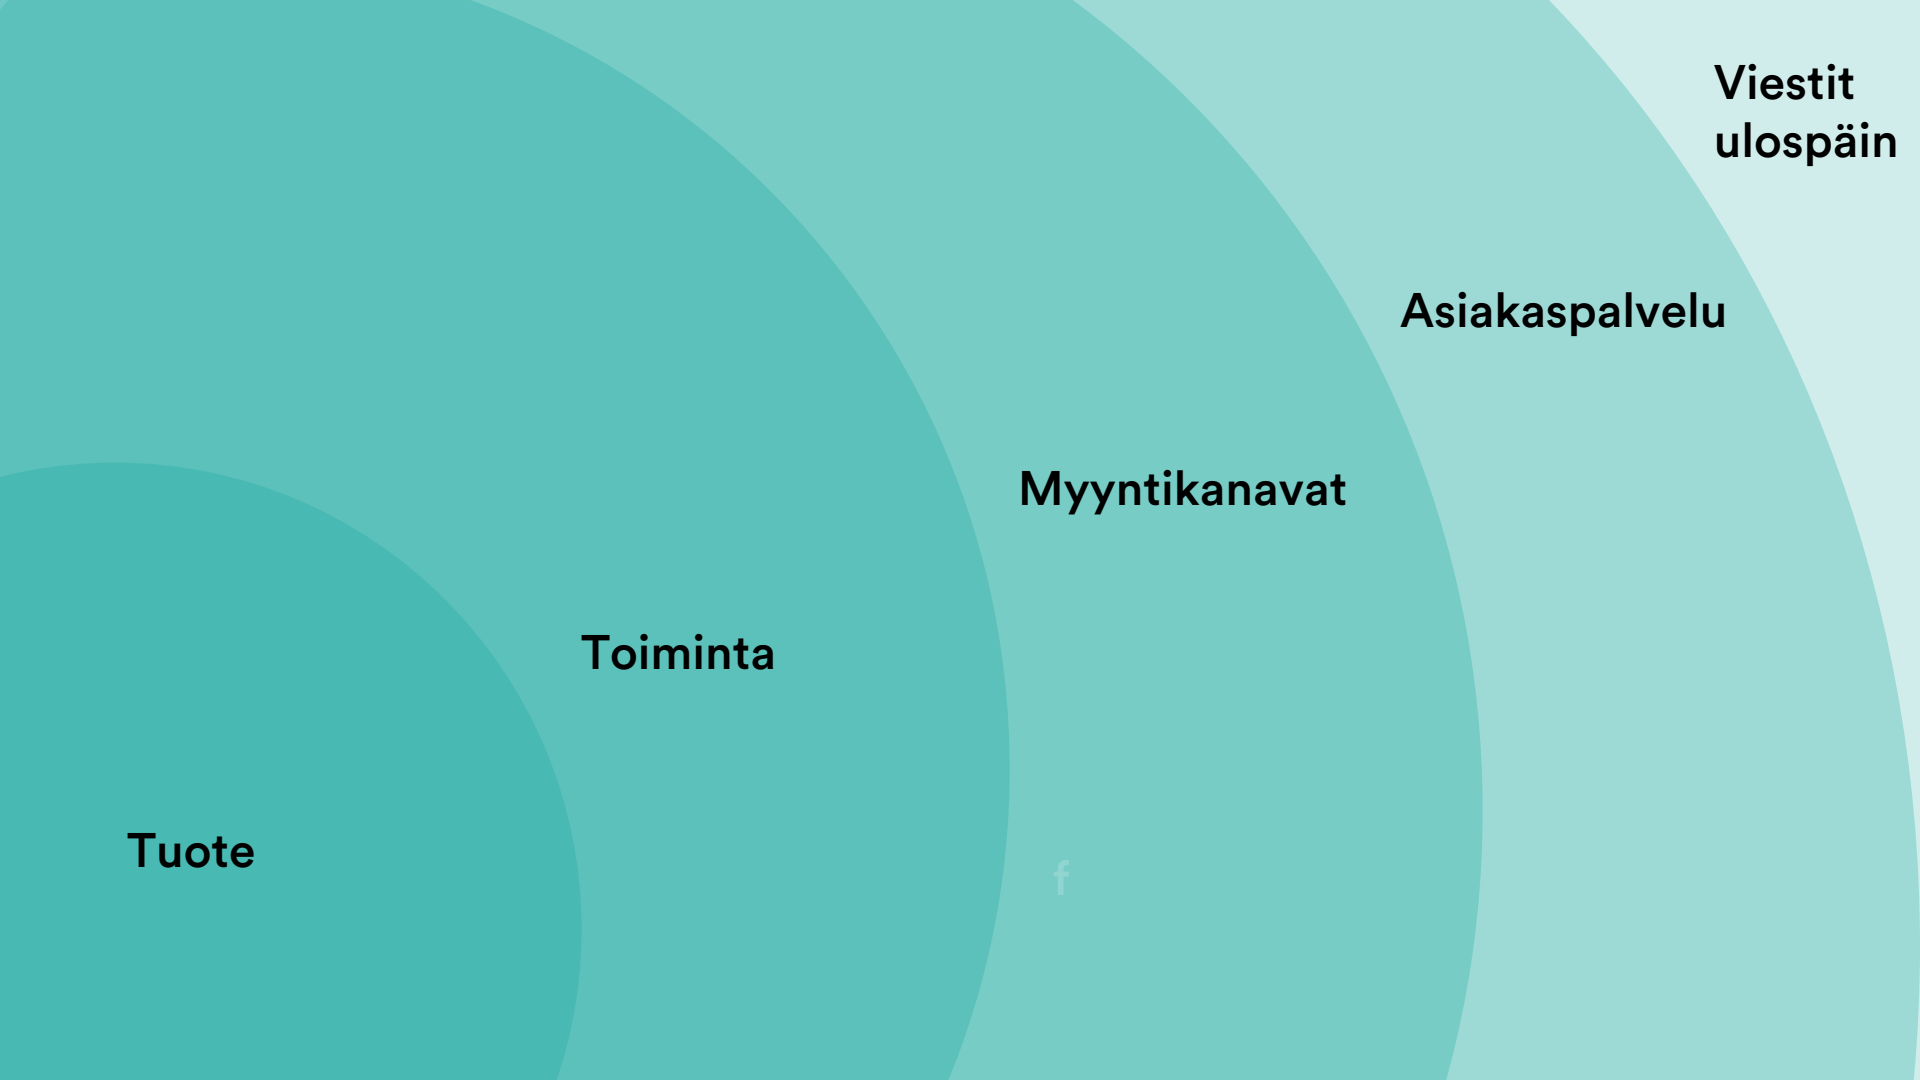 Viestit
ulospäin
Asiakaspalvelu
Myyntikanavat
Toiminta
Tuote
f